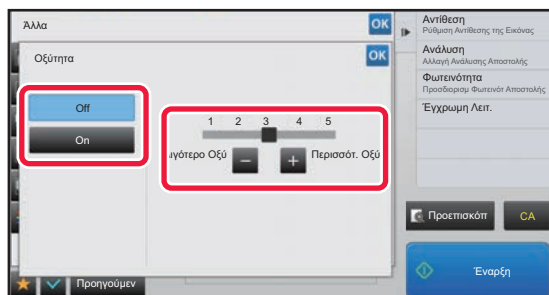 Άλλα
OK
Οξύτητα
OK
Off
On
1 2 3 4 5
ιγότερο Οξύ
−
+
Περισσότ. Οξύ
Προηγούμεν
Αντίθεση
Ρύθμιση Αντίθεσης της Εικόνας
Ανάλυση
Αλλαγή Ανάλυσης Αποστολής
Φωτεινότητα
Προσδιορισμ Φωτεινότ Αποστολής
Έγχρωμη Λειτ.
Προεπισκόπ
CA
Έναρξη